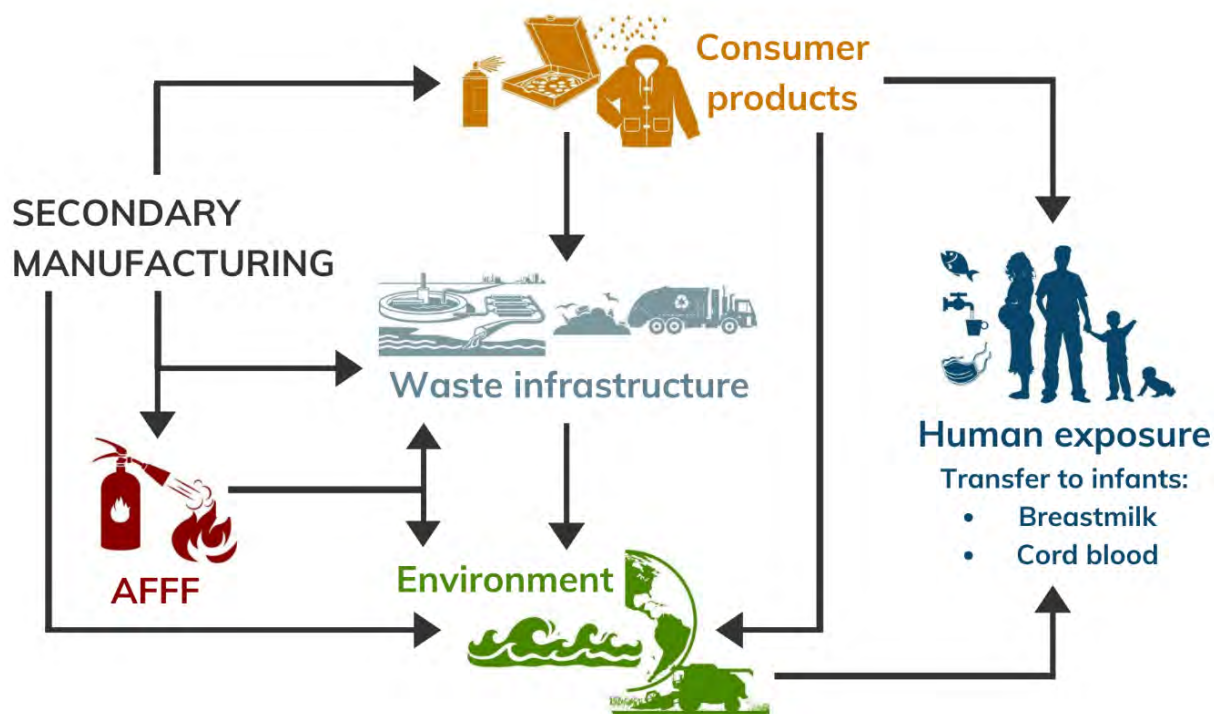 Consumer
products
SECONDARY
MANUFACTURING
Waste infrastructure
Human exposure
Transfer to infants:
• Breastmilk
• Cord blood
AFFF
Environment